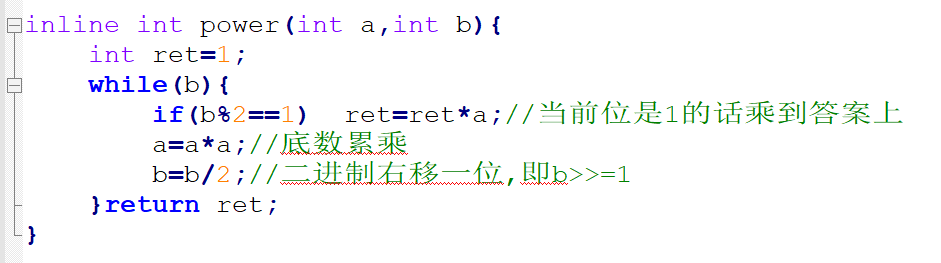 inline int power(int a,int b){
    int ret=1;
    while(b){
        if(b%2==1)  ret=ret*a;//当前位是1的话乘到答案上
        a=a*a;//底数累乘
        b=b/2;//二进制右移一位,即b>>=1
    }return ret;
}